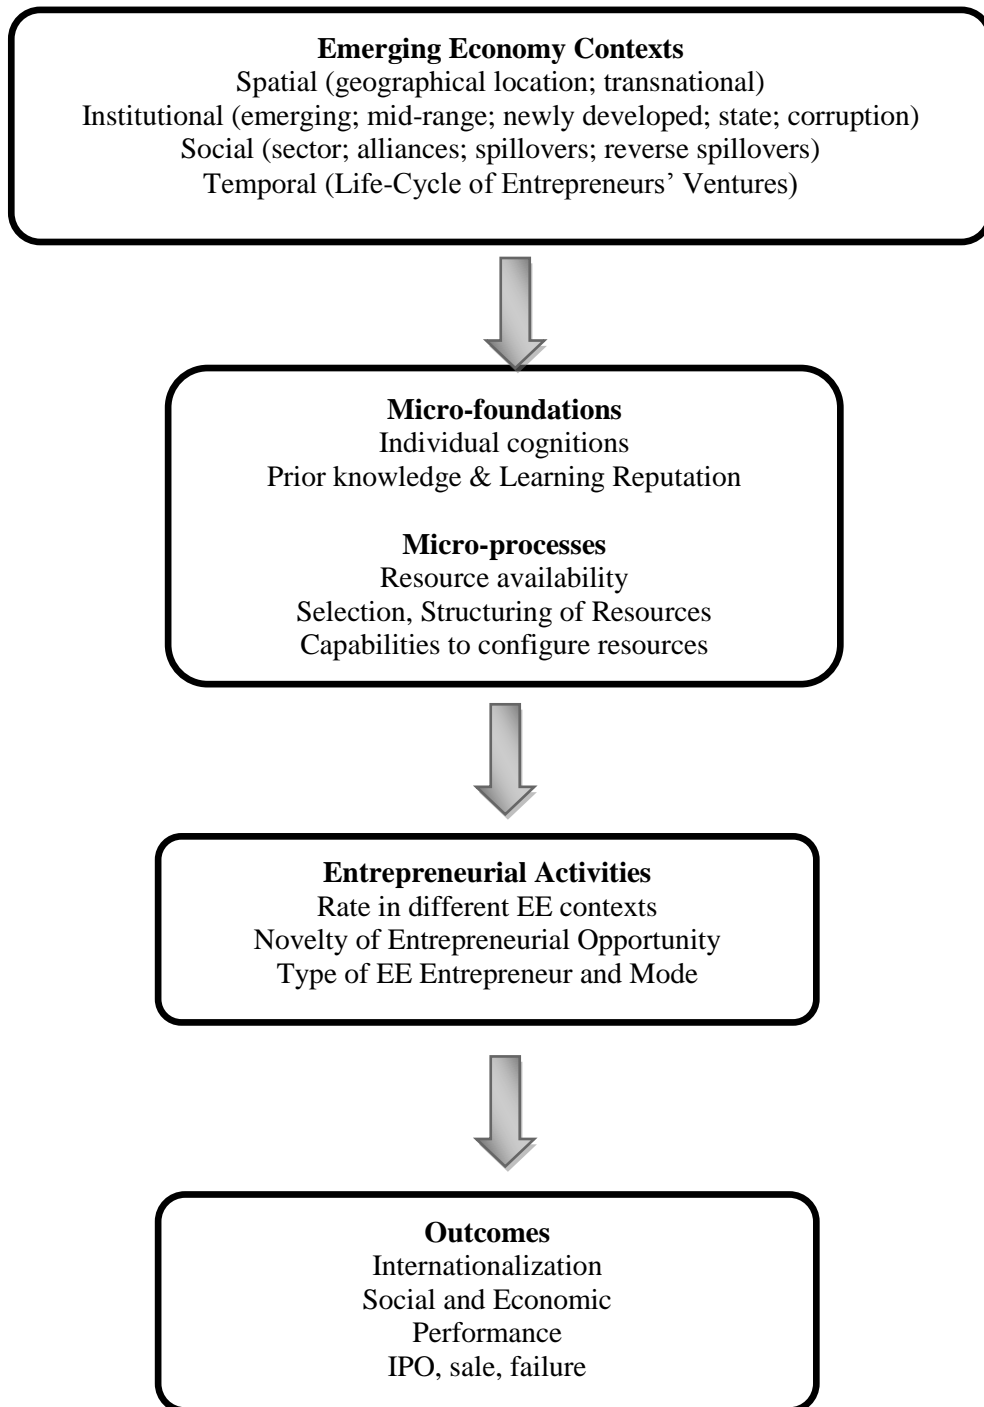 Emerging Economy Contexts
Spatial (geographical location; transnational)
Institutional (emerging; mid-range; newly developed; state; corruption)
Social (sector; alliances; spillovers; reverse spillovers)
Temporal (Life-Cycle of Entrepreneurs’ Ventures)
Micro-foundations
Individual cognitions
Prior knowledge & Learning Reputation
Micro-processes
Resource availability
Selection, Structuring of Resources
Capabilities to configure resources
Entrepreneurial Activities
Rate in different EE contexts
Novelty of Entrepreneurial Opportunity
Type of EE Entrepreneur and Mode
Outcomes
Internationalization
Social and Economic
Performance
IPO, sale, failure